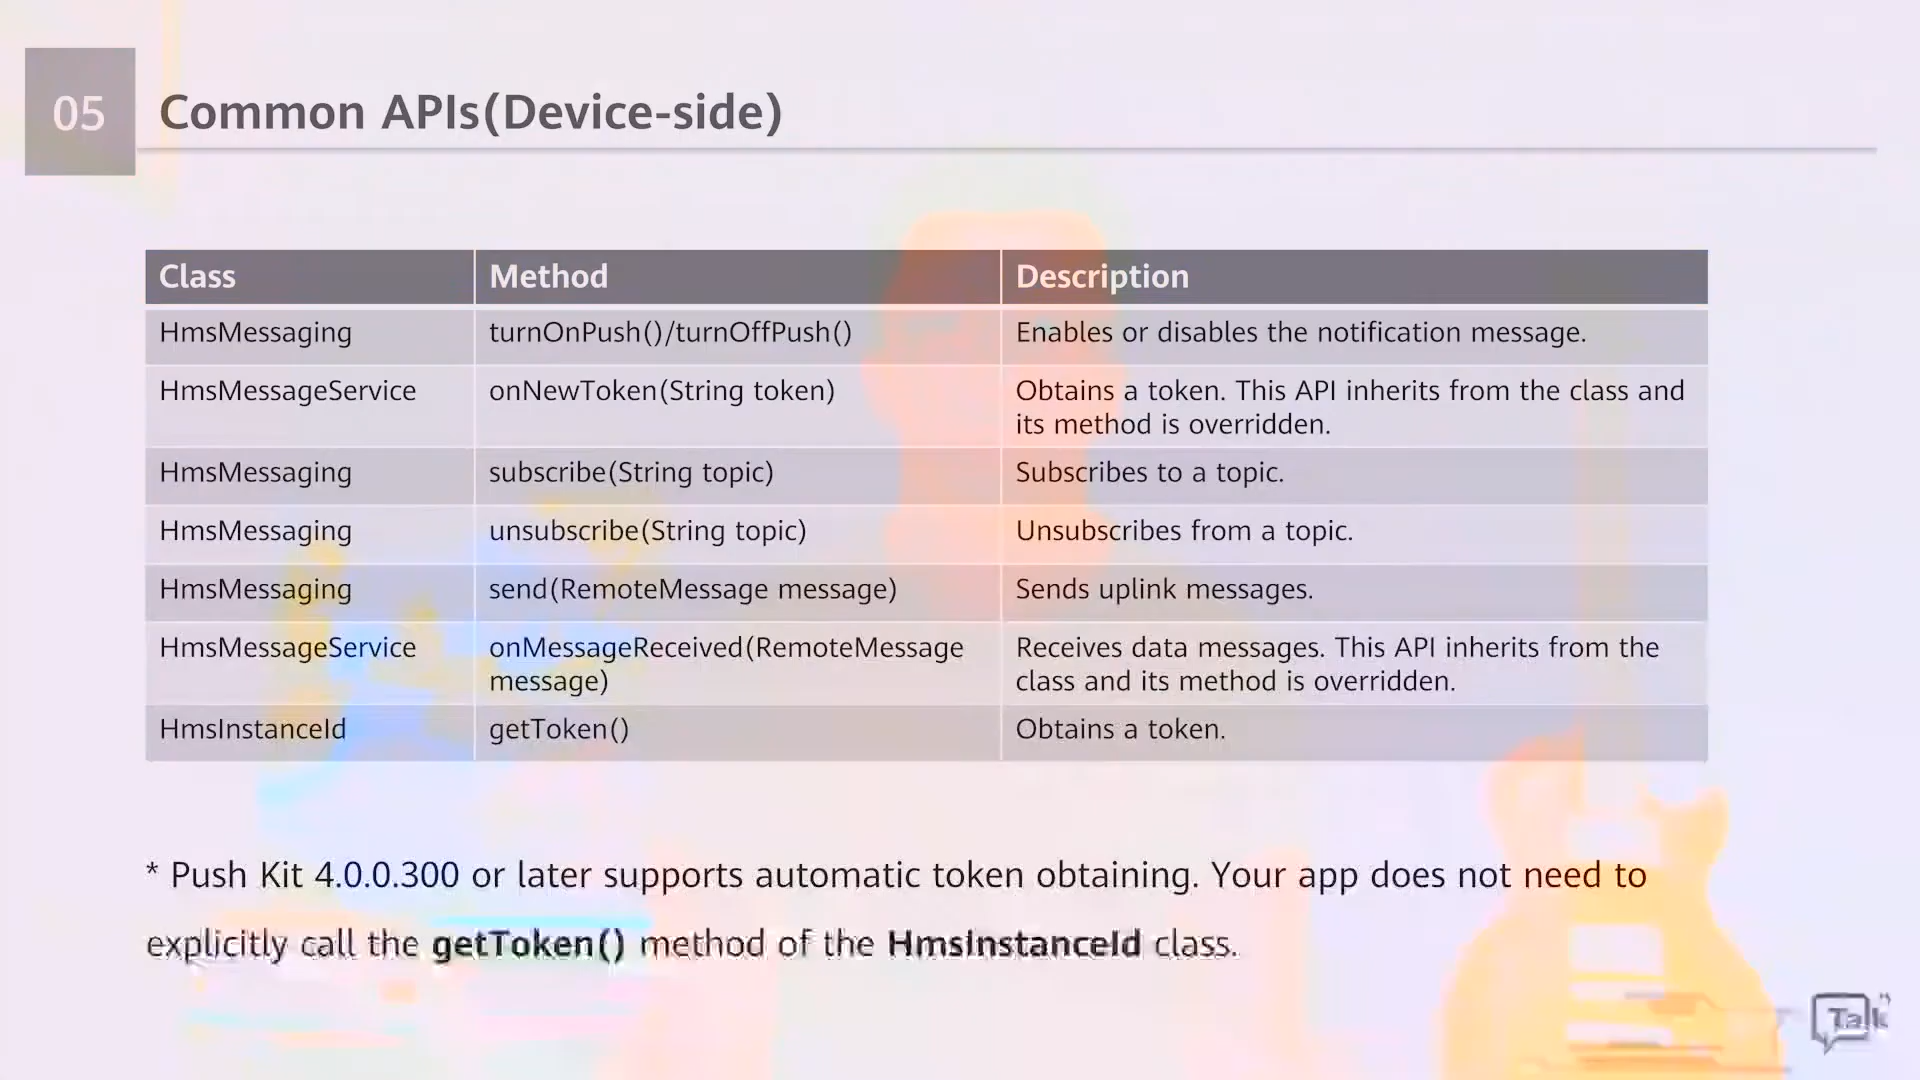 05
Common APIs(Device-side)
Class Method Description
HmsMessaging turnOnPush()/turnOffPush() Enables or disables the notification message.
HmsMessageService onNewToken(String token) Obtains a token. This API inherits from the class and
its method is overridden.
HmsMessaging subscribe(String topic) Subscribes to a topic.
HmsMessaging unsubscribe(String topic) Unsubscribes from a topic.
HmsMessaging send(RemoteMessage message) Sends uplink messages.
HmsMessageService onMessageReceived(RemoteMessage Receives data messages. This API inherits from the
message) class and its method is overridden.
HmsInstanceId getToken() Obtains a token.
* Push Kit 4.0.0.300 or later supports automatic token obtaining. Your app does not need to
explicitly call the getToken() method of the HmsInstanceId class.
Talk